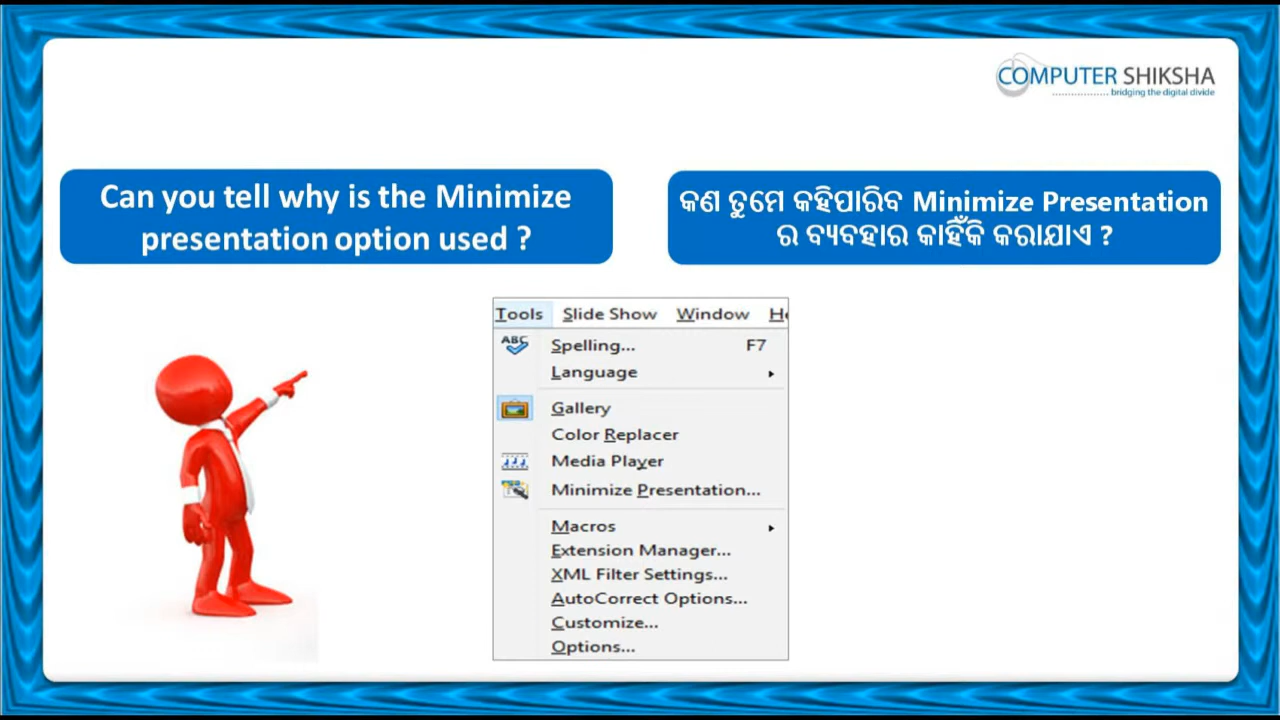 COMPUTER SHIKSHA
bridging the digital divide
Can you tell why is the Minimize
presentation option used ?
କଣ ତୁମେ କହିପାରିବ Minimize Presentation
ର ବ୍ୟବହାର କାହିଁକି କରାଯାଏ ?
Tools Slide Show Window He
ABC Spelling... F7
Language
Gallery
Color Replacer
Media Player
Minimize Presentation...
Macros
Extension Manager...
XML Filter Settings...
AutoCorrect Options...
Customize...
Options...